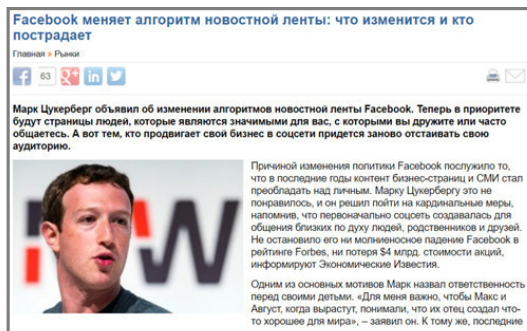 Facebook меняет алгоритм новостной ленты: что изменится и кто
пострадает
Главная » Рынки
63
Марк Цукерберг объявил об изменении алгоритмов новостной ленты Facebook. Теперь в приоритете
будут страницы людей, которые являются значимыми для вас, с которыми вы дружите или часто
общаетесь. А вот тем, кто продвигает свой бизнес в соцсети придется заново отстаивать свою
аудиторию.
Причиной изменения политики Facebook послужило то,
что в последние годы контент бизнес-страниц и СМИ стал
преобладать над личным. Марку Цукербергу это не
понравилось, и он решил пойти на кардинальные меры,
напомнив, что первоначально соцсеть создавалась для
общения близких по духу людей, родственников и друзей.
Не остановило его ни молниеносное падение Facebook в
рейтинге Forbes, ни потеря $4 млрд. стоимости акций,
информируют Экономические Известия.
Одним из основных мотивов Марк назвал ответственность
перед своими детьми. «Для меня важно, чтобы Макс и
Август, когда вырастут, понимали, что их отец создал что-
то хорошее для мира», – заявил он. К тому же, последние